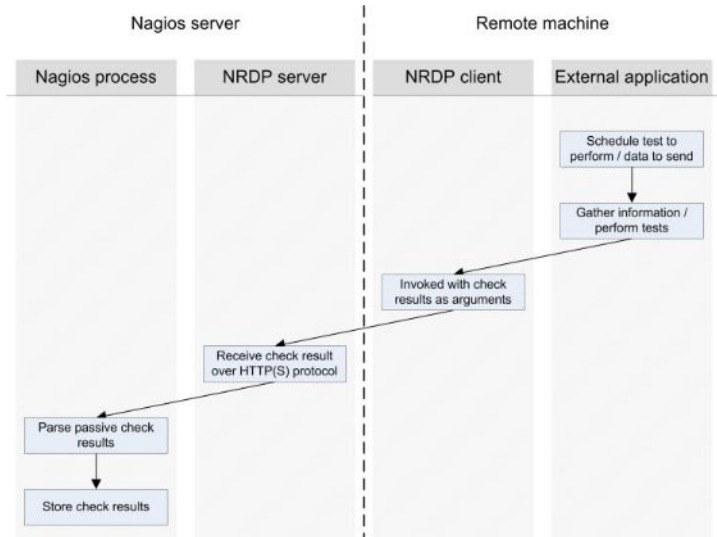 Nagios server
Remote machine
Nagios process
NRDP server
NRDP client
External application
Schedule test to
perform / data to send
Gather information /
perform tests
Invoked with check
results as arguments
Receive check result
over HTTP(S) protocol
Parse passive check
results
Store check results